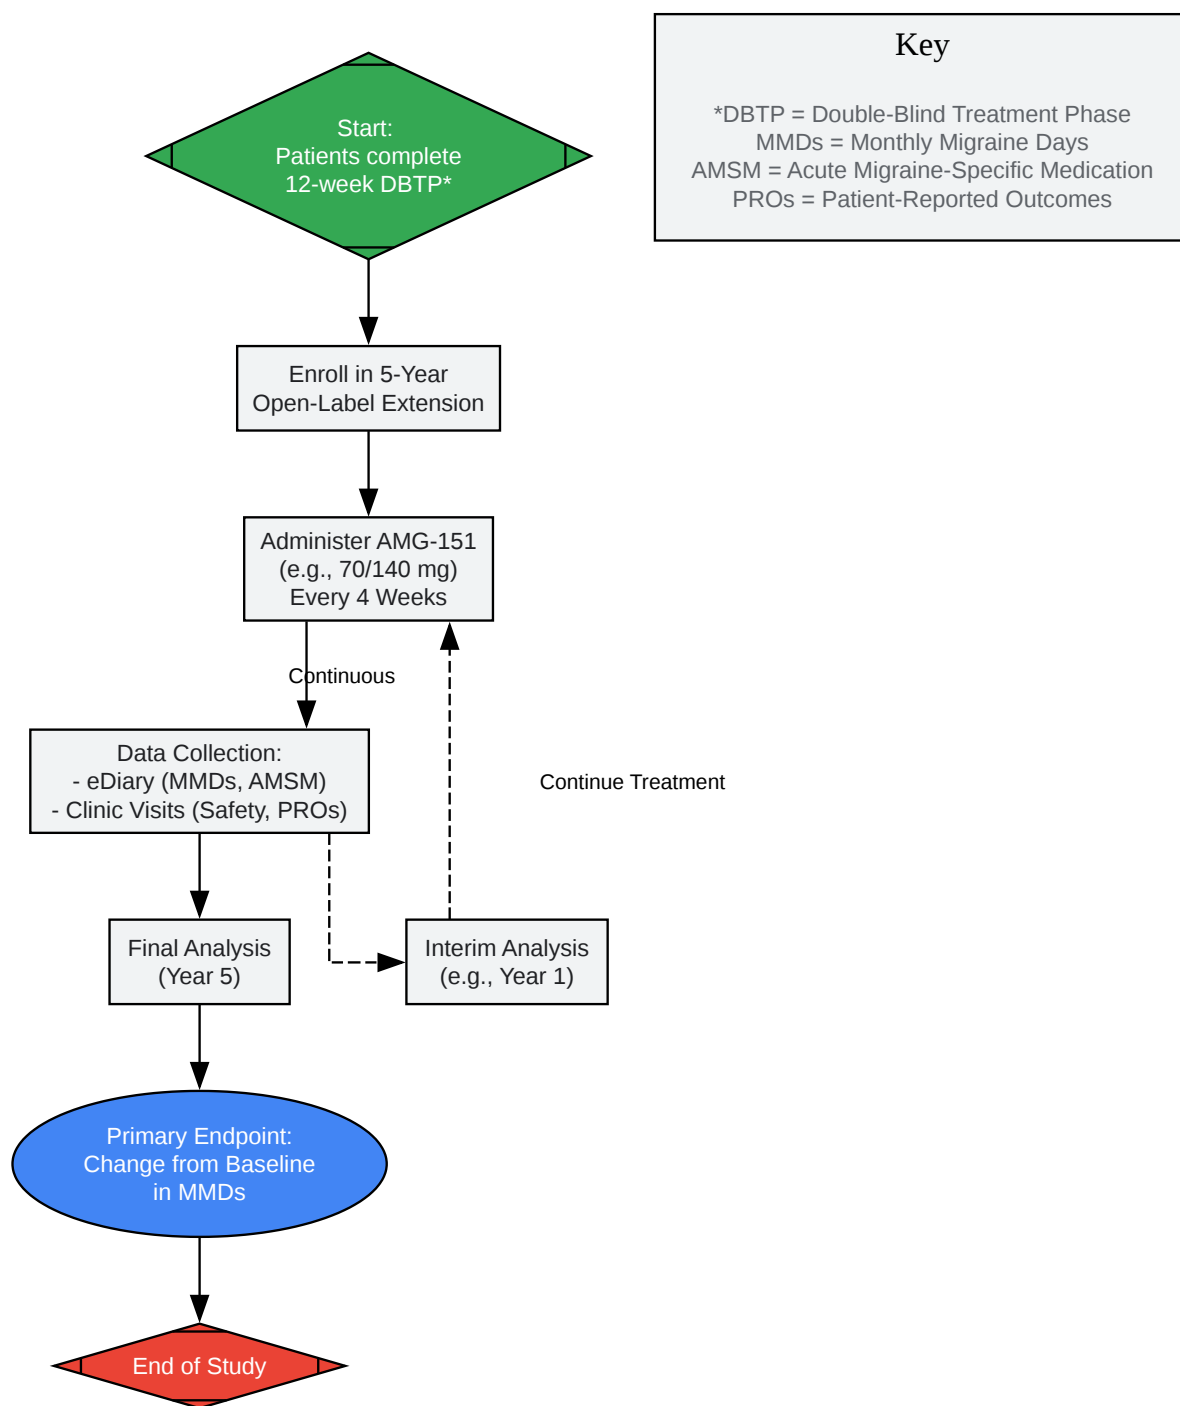 Key
*DBTP = Double-Blind Treatment Phase
MMDs = Monthly Migraine Days
AMSM = Acute Migraine-Specific Medication
PROs = Patient-Reported Outcomes
Start:
Patients complete
12-week DBTP*
Enroll in 5-Year
Open-Label Extension
Administer AMG-151
(e.g., 70/140 mg)
Every 4 Weeks
Continuous
Data Collection:
- eDiary (MMDs, AMSM)
- Clinic Visits (Safety, PROs)
Continue Treatment
Final Analysis
(Year 5)
Interim Analysis
(e.g., Year 1)
Primary Endpoint:
Change from Baseline
in MMDs
End of Study